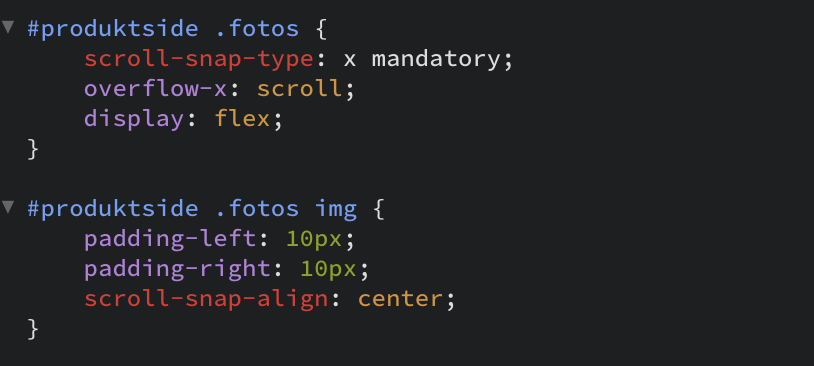 #produktside .fotos {
    scroll-snap-type: x mandatory;
    overflow-x: scroll;
    display: flex;
}

#produktside .fotos img {
    padding-left: 10px;
    padding-right: 10px;
    scroll-snap-align: center;
}